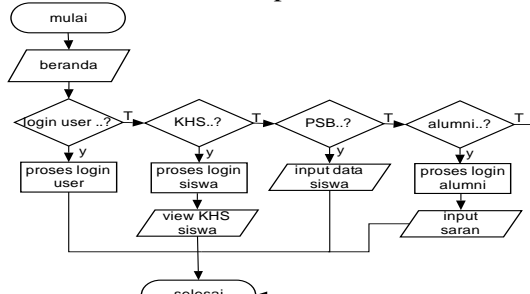 mulai
beranda
login user ..?
T
KHS..?
T
PSB..?
T
alumni..?
T
y
y
y
y
proses login
user
proses login
siswa
input data
siswa
proses login
alumni
view KHS
siswa
input
saran
selesai